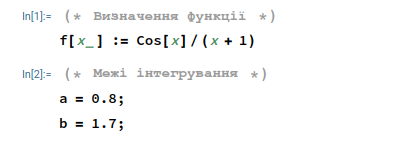 In[1]:= (* Визначення функції *)
f[x_] := Cos[x]/(x + 1)
In[2]:= (* Межі інтегрування *)
a = 0.8;
b = 1.7;